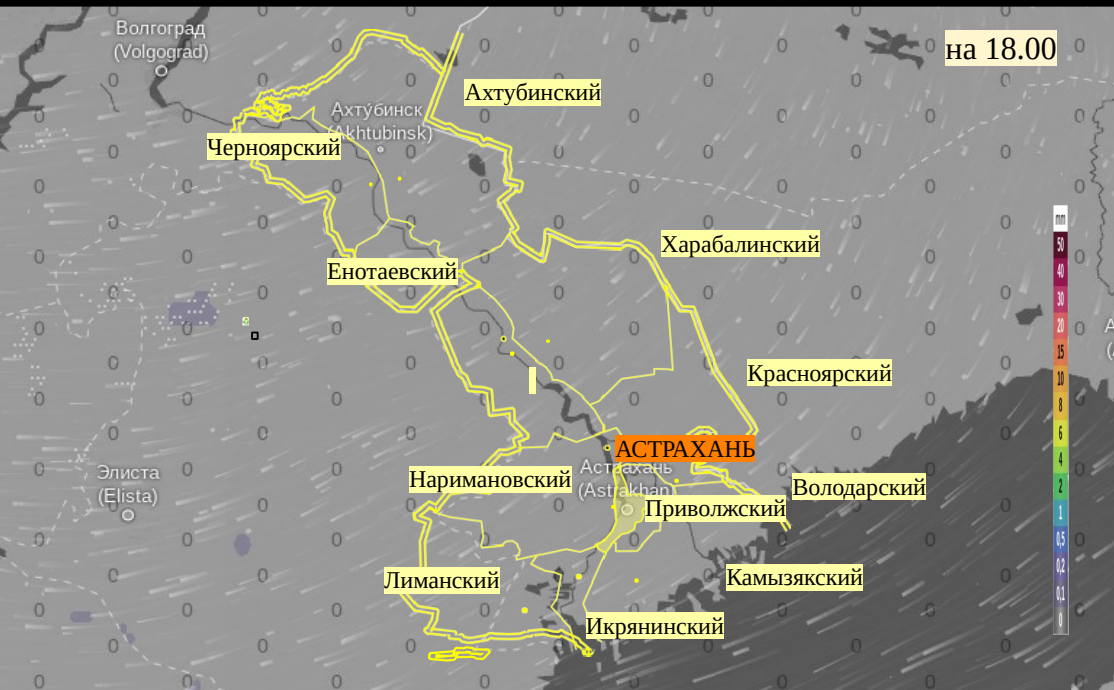 Волгоград
(Volgograd)
на 18.00
Ахтубинский
Ахту́бинск
(Akhtubinsk)
Черноярский
Харабалинский
Енотаевский
mm
50
40
30
20
15
10
8
6
4
2
1
0,5
0,2
0,1
0
Красноярский
АСТРАХАНЬ
Астрахань
(Astrakhan)
Элиста
(Elista)
Наримановский
Володарский
Приволжский
Лиманский
Камызякский
Икрянинский